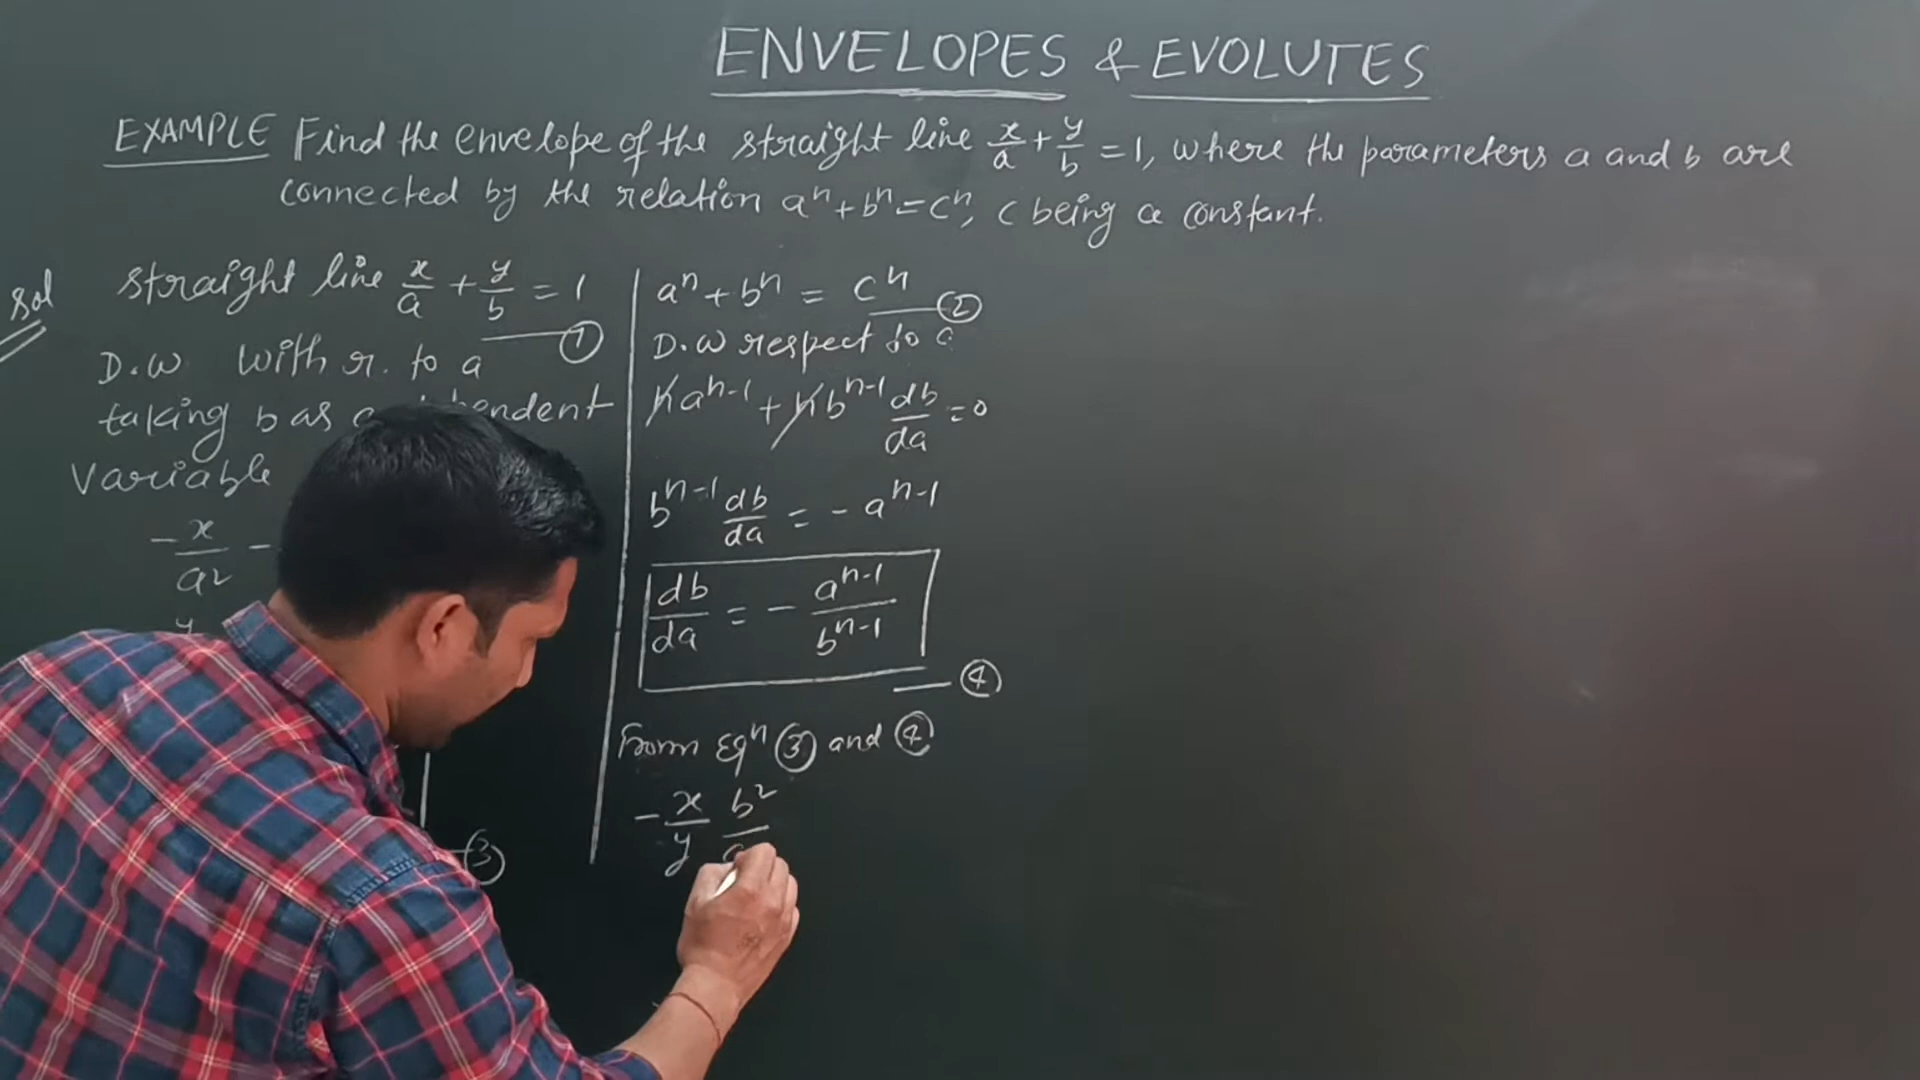 ENVELOPES & EVOLUTES
EXAMPLE Find the envelope of the straight line x/a + y/b = 1, where the parameters a and b are
connected by the relation aⁿ + bⁿ = cⁿ, c being a constant.
Sol
straight line x/a + y/b = 1
①
D.W with r. to a
taking b as
Variable
- x/a² -
y
③
aⁿ + bⁿ = cⁿ
②
D.W respect to a
naⁿ⁻¹ + nbⁿ⁻¹ db/da = 0
bⁿ⁻¹ db/da = - aⁿ⁻¹
db/da = - aⁿ⁻¹/bⁿ⁻¹
④
From Eqⁿ ③ and ④
- x/y b²/a